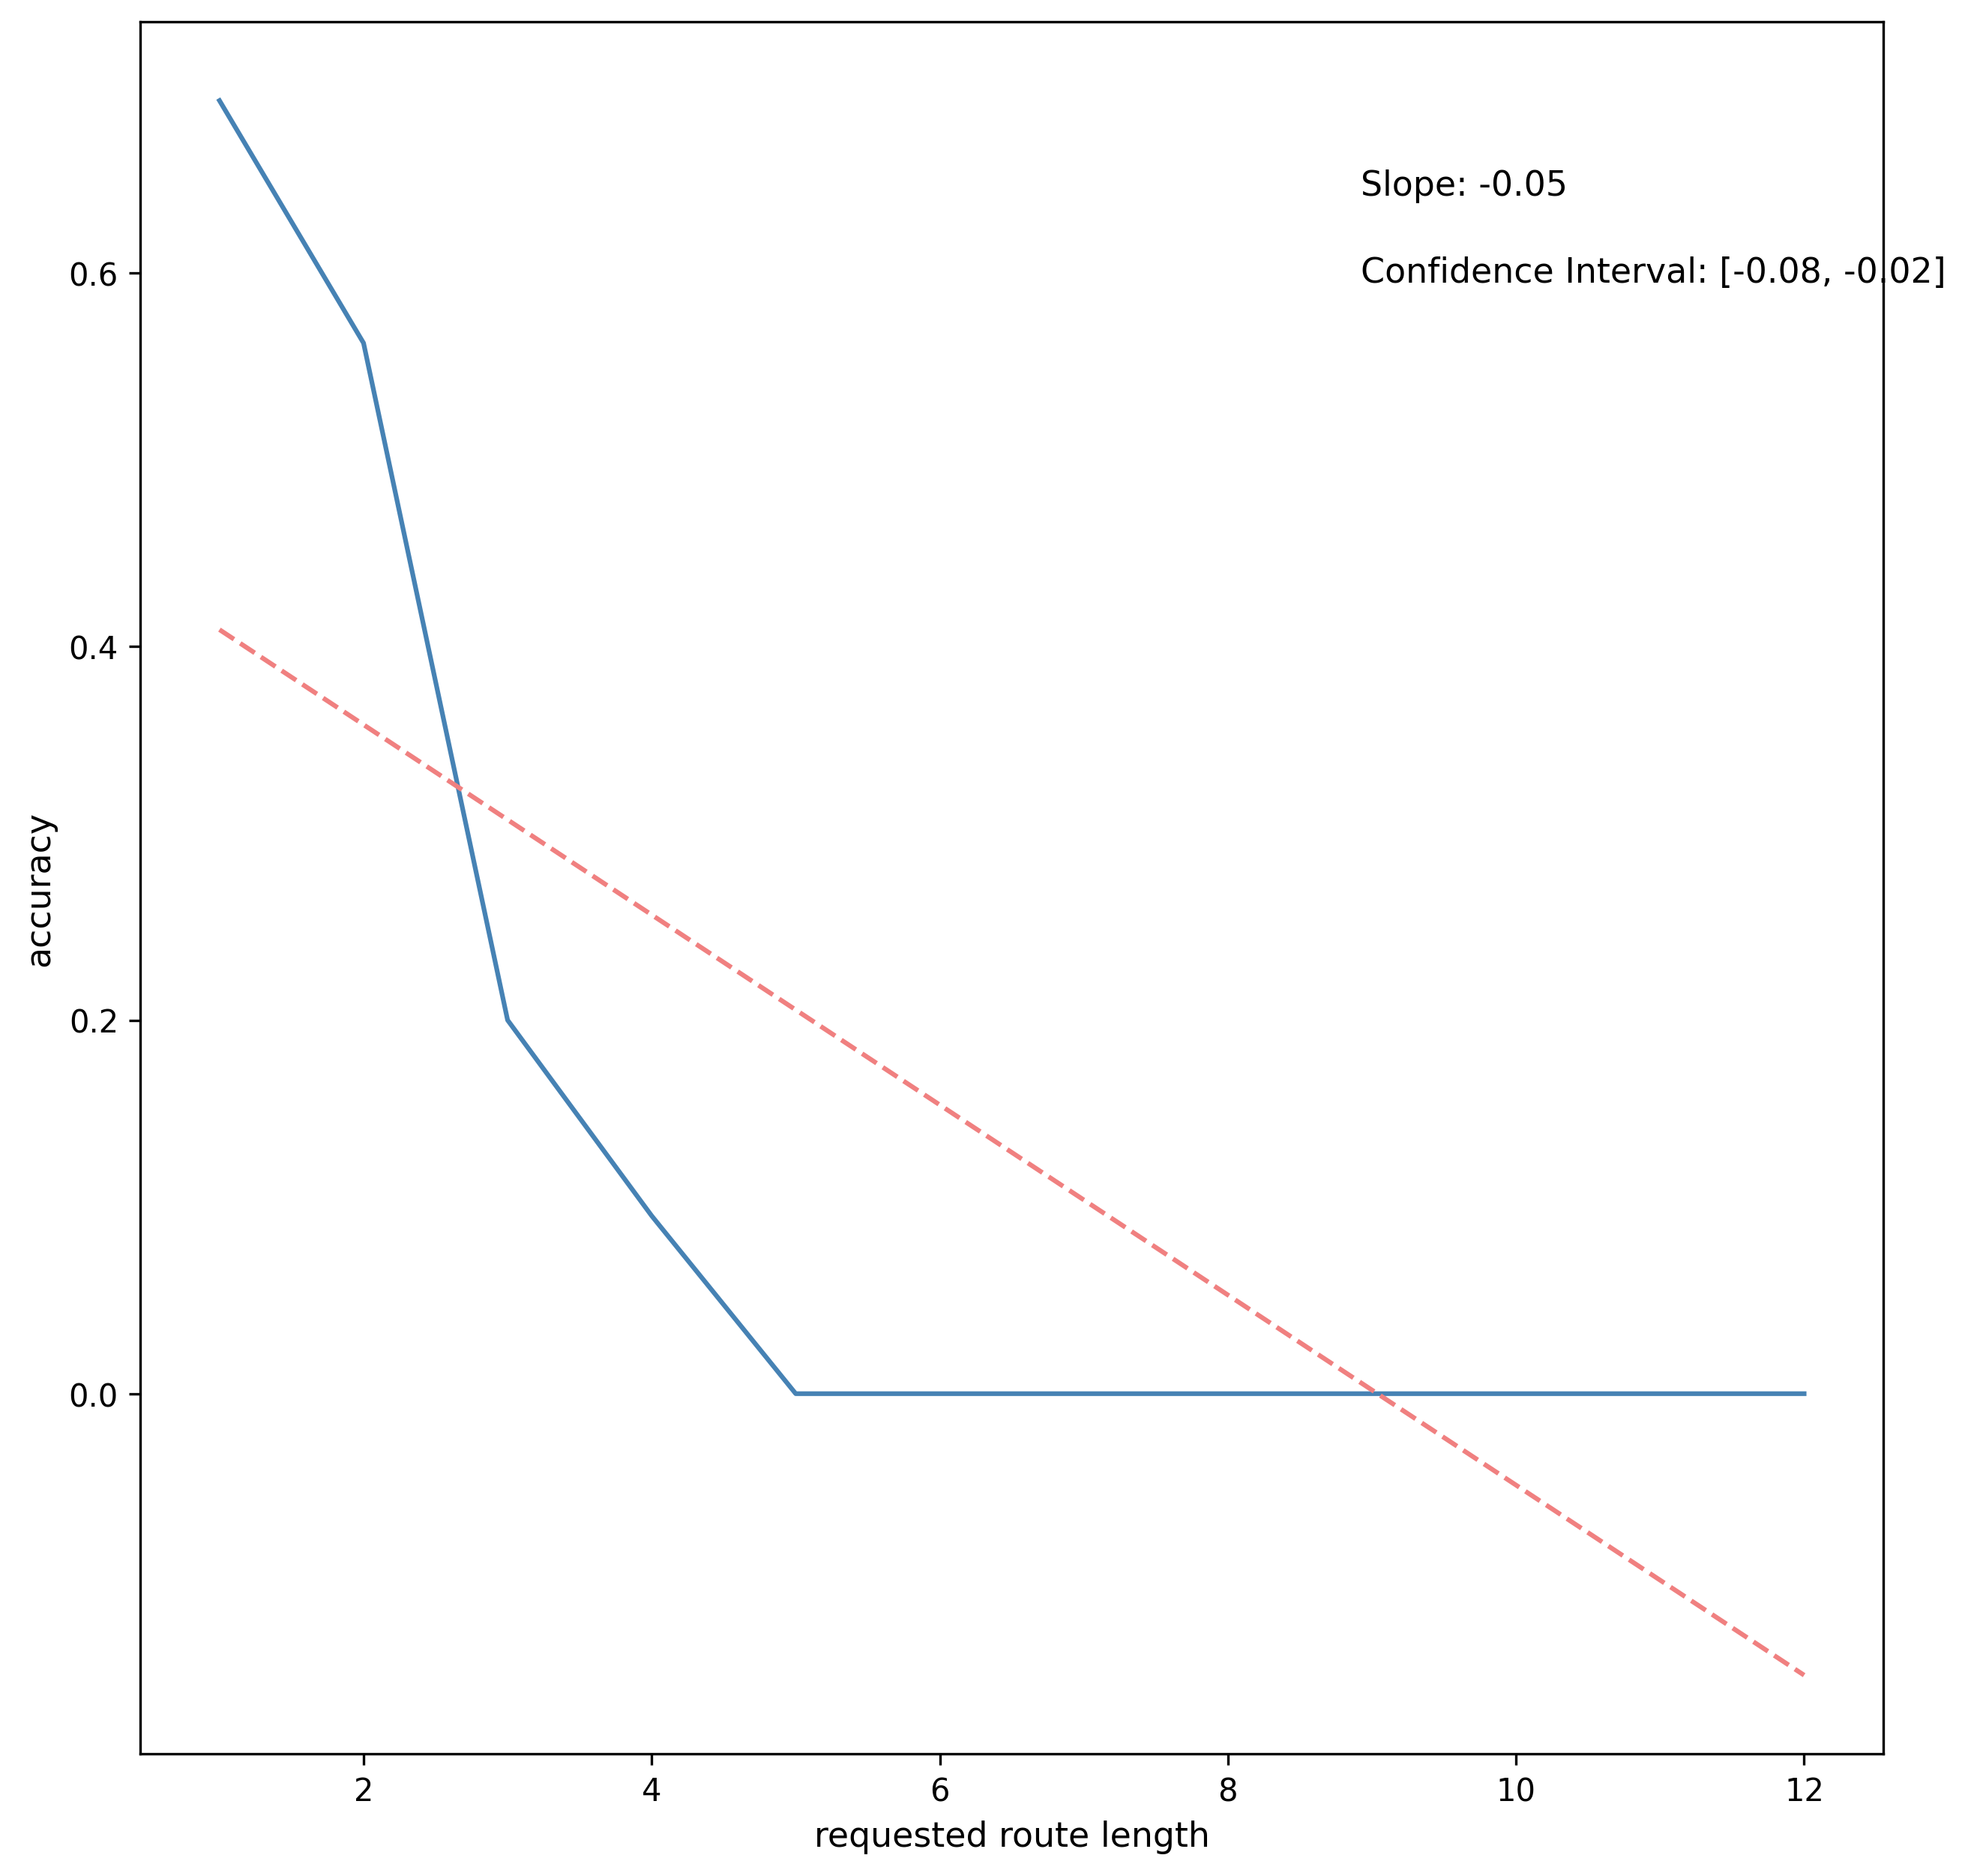 Slope: -0.05
Confidence Interval: [-0.08, -0.02]
0.6
0.4
0.2
0.0
accuracy
2 4 6 8 10 12
requested route length